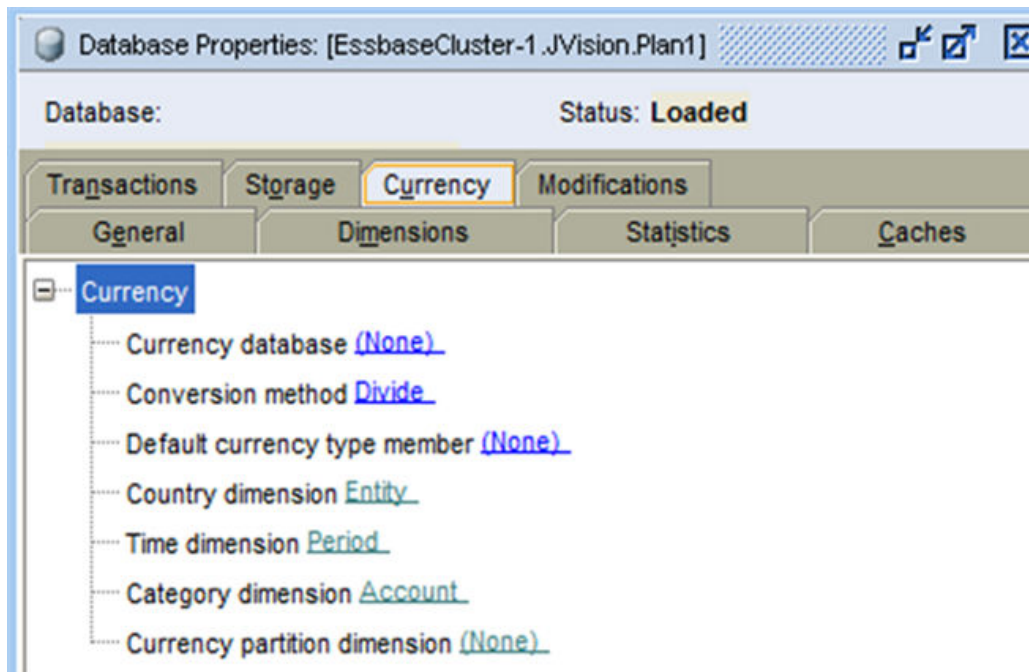 Database Properties: [EssbaseCluster-1.JVision.Plan1]
Database: Status: Loaded
Transactions Storage Currency Modifications
General Dimensions Statistics Caches
Currency
Currency database (None)
Conversion method Divide
Default currency type member (None)
Country dimension Entity
Time dimension Period
Category dimension Account
Currency partition dimension (None)